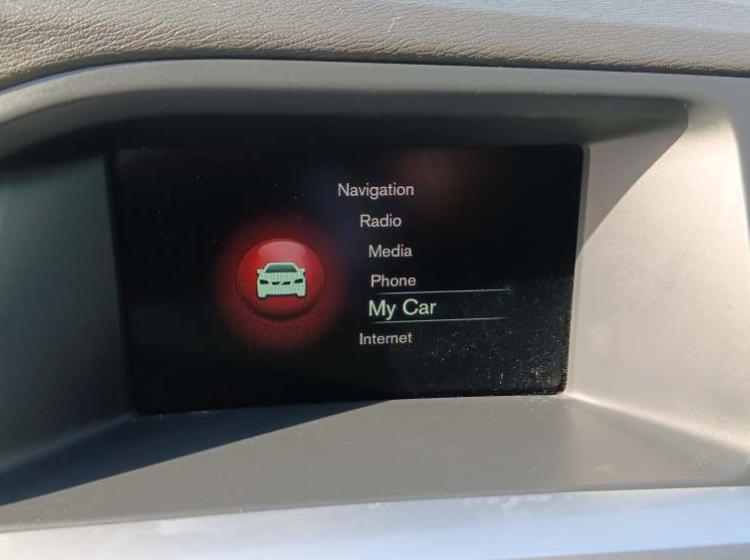 Navigation
Radio
Media
Phone
My Car
Internet